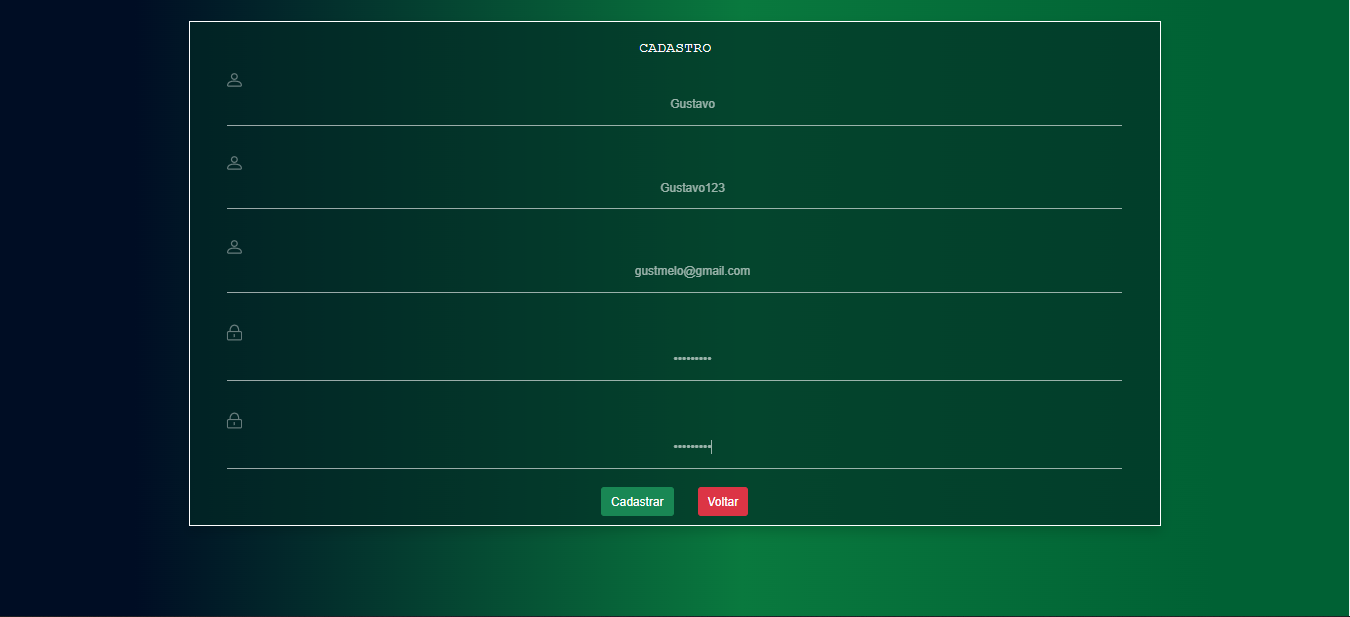 CADASTRO
Gustavo
Gustavo123
gustmelo@gmail.com
•••••••••
•••••••••
Cadastrar Voltar